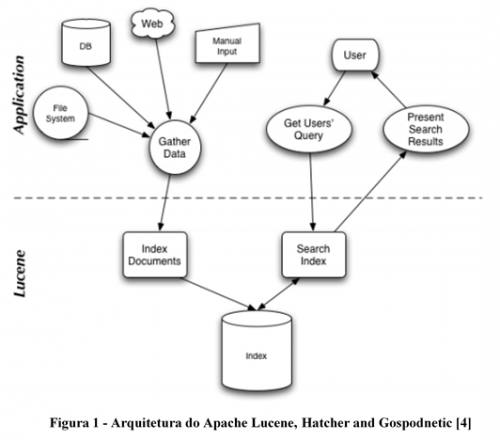 Application
DB
Web
Manual
Input
File
System
Gather
Data
User
Get Users'
Query
Present
Search
Results
Lucene
Index
Documents
Search
Index
Index
Figura 1 - Arquitetura do Apache Lucene, Hatcher and Gospodnetic [4]